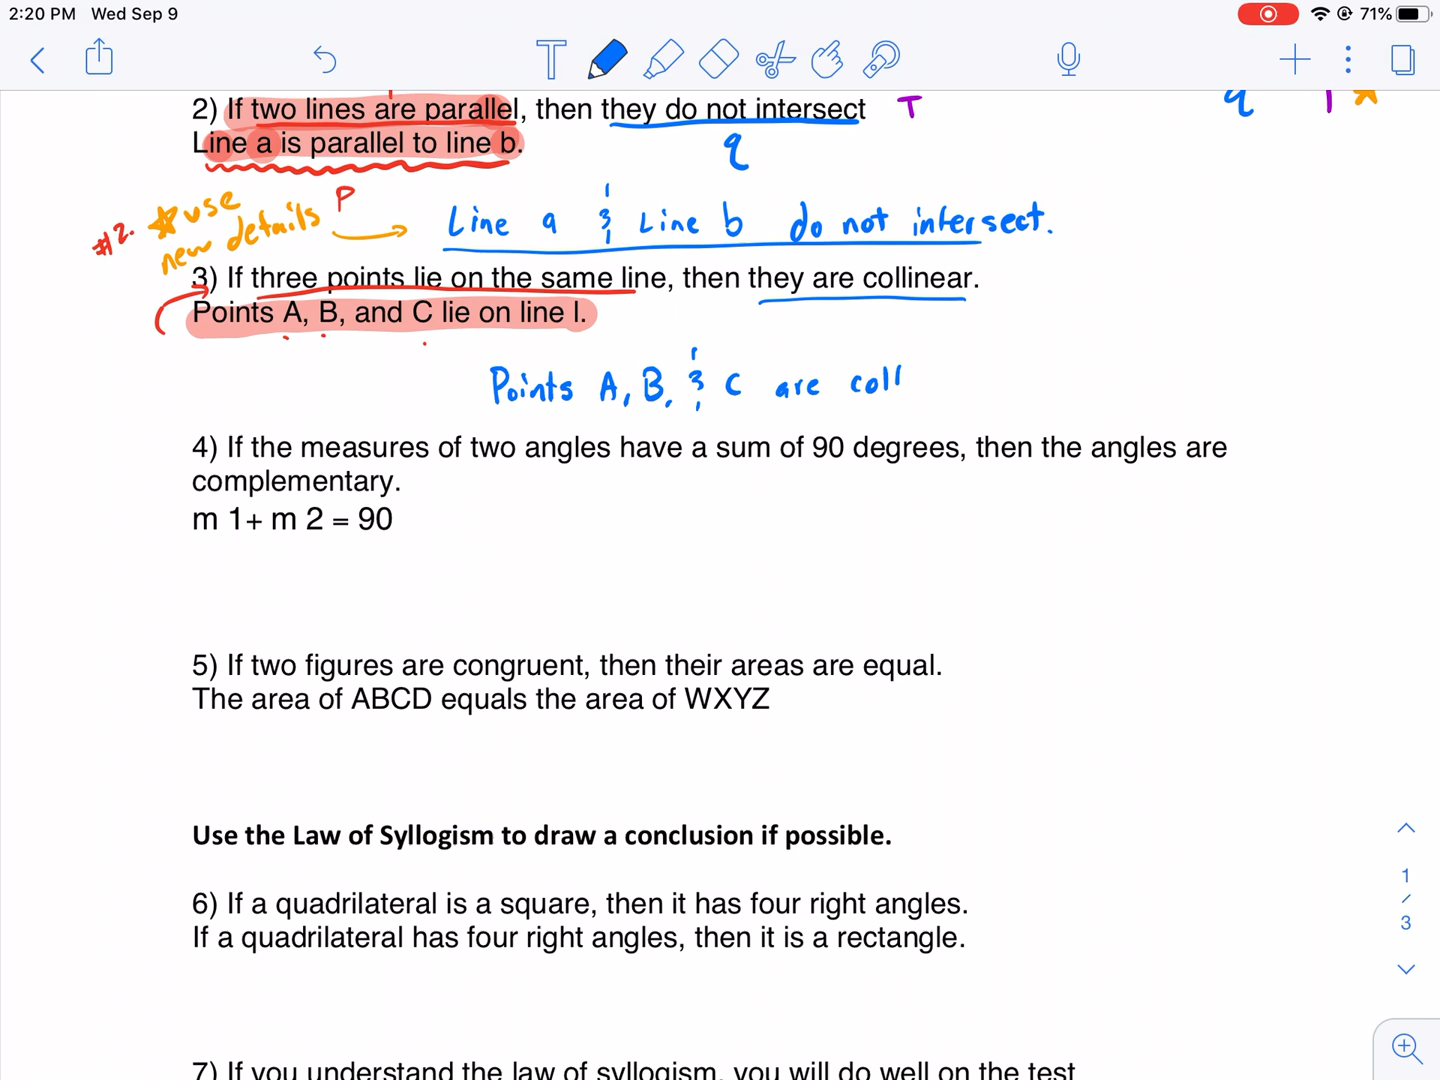 2:20 PM Wed Sep 9
71%
2) If two lines are parallel, then they do not intersect T
q
Line a is parallel to line b.
q
P
#2. use
new details
Line a & Line b do not intersect.
3) If three points lie on the same line, then they are collinear.
Points A, B, and C lie on line l.
Points A, B, & C are coll
4) If the measures of two angles have a sum of 90 degrees, then the angles are
complementary.
m 1+ m 2 = 90
5) If two figures are congruent, then their areas are equal.
The area of ABCD equals the area of WXYZ
Use the Law of Syllogism to draw a conclusion if possible.
1
/
3
6) If a quadrilateral is a square, then it has four right angles.
If a quadrilateral has four right angles, then it is a rectangle.
7) If you understand the law of syllogism, you will do well on the test